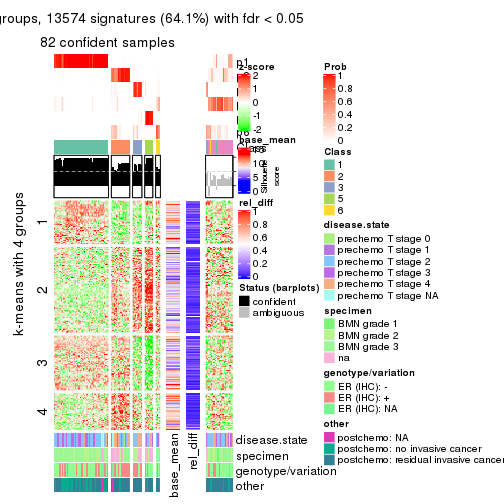 groups, 13574 signatures (64.1%) with fdr < 0.05
82 confident samples
k-means with 4 groups
1
2
3
4
p1
z-score
2
1
0
-1
-2
base_mean
15
10
5
0
Silhouette
score
rel_diff
1
0.8
0.6
0.4
0.2
0
Status (barplots)
confident
ambiguous
disease.state
specimen
genotype/variation
other
base_mean
rel_diff
Prob
1
0.8
0.6
0.4
0.2
0
Class
1
2
3
5
6
disease.state
prechemo T stage 0
prechemo T stage 1
prechemo T stage 2
prechemo T stage 3
prechemo T stage 4
prechemo T stage NA
specimen
BMN grade 1
BMN grade 2
BMN grade 3
na
genotype/variation
ER (IHC): -
ER (IHC): +
ER (IHC): NA
other
postchemo: NA
postchemo: no invasive cancer
postchemo: residual invasive cancer